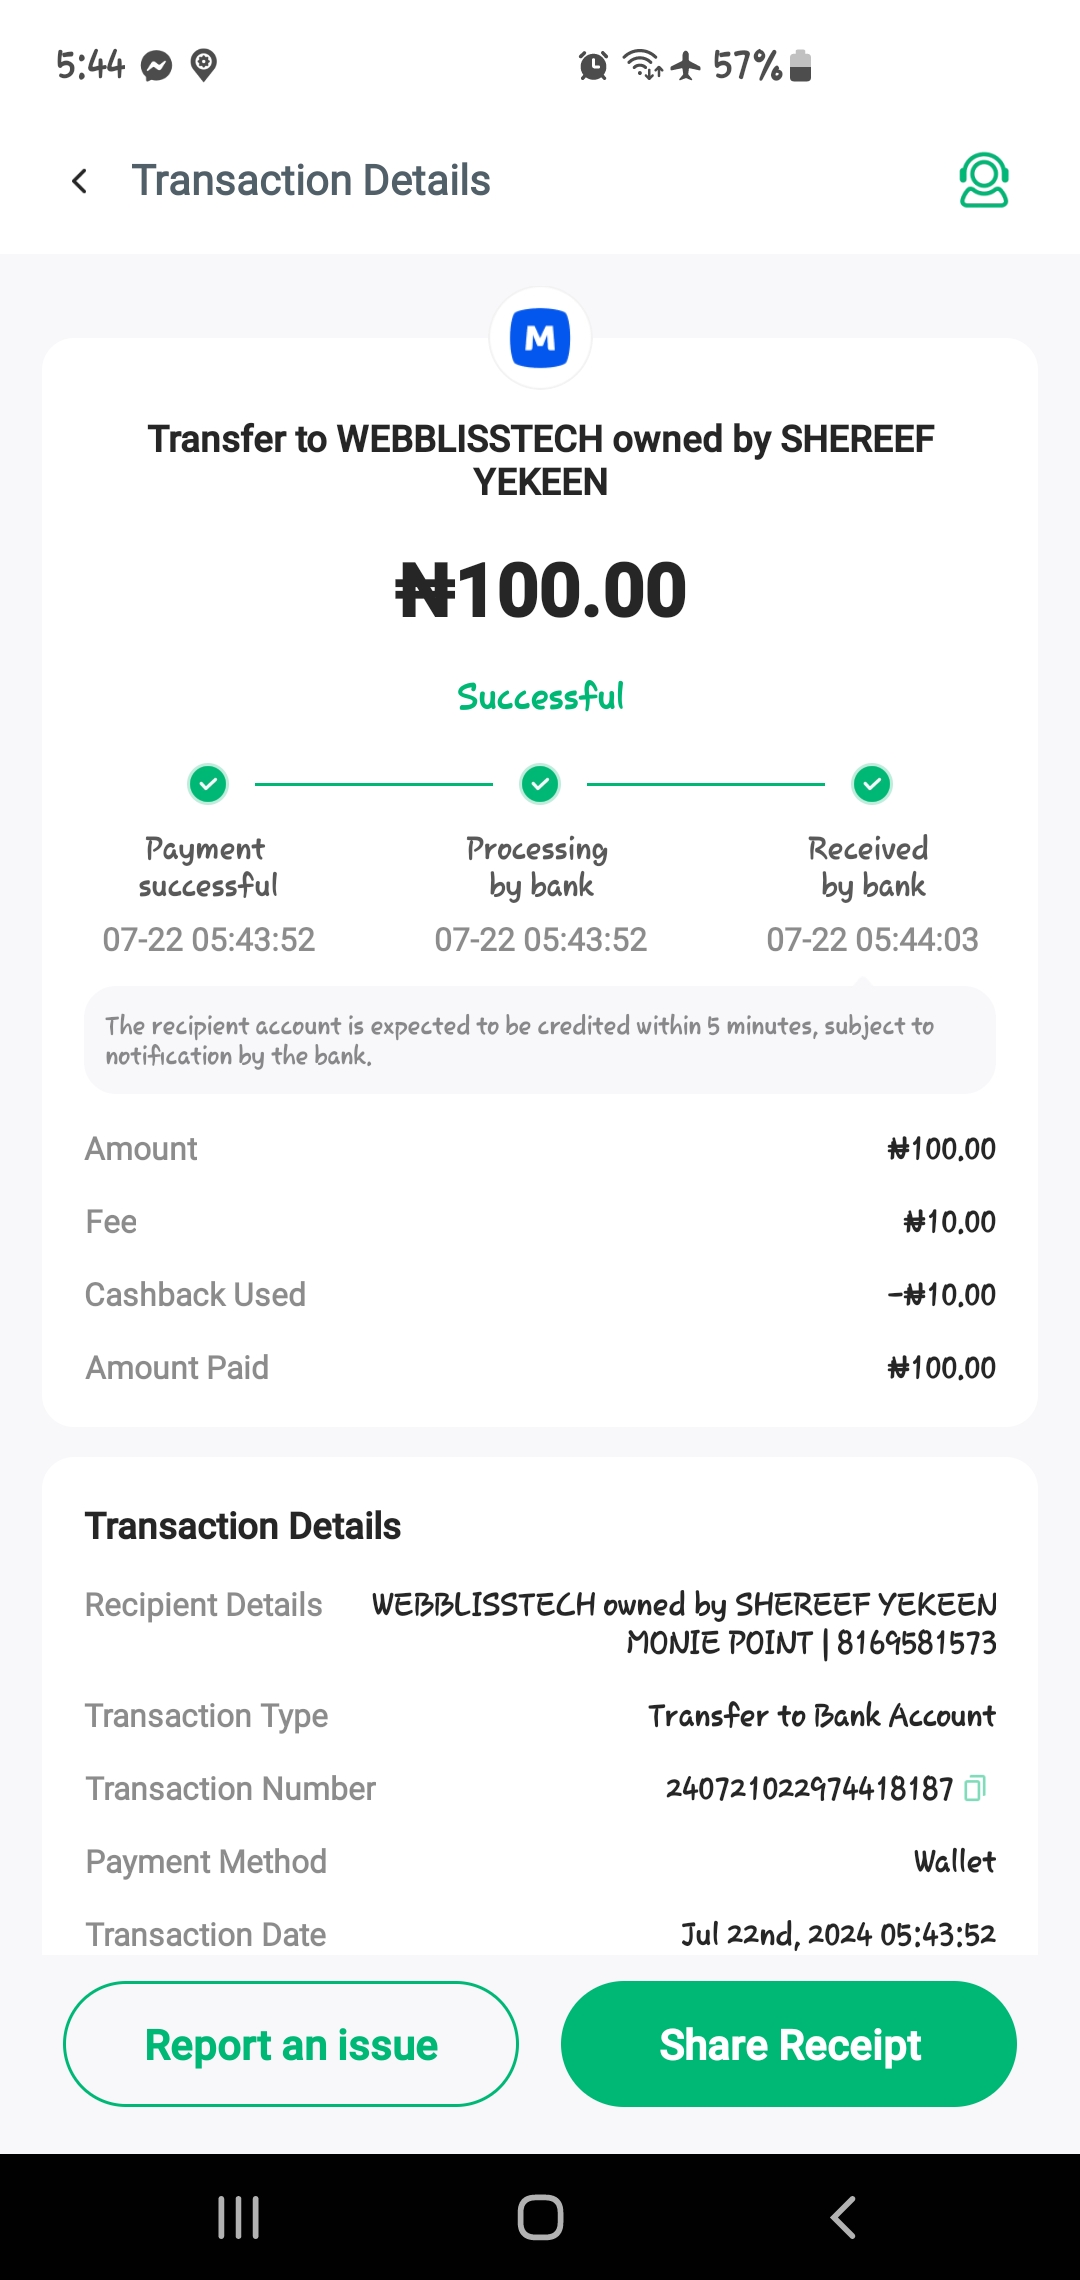 5:44
57%
Transaction Details
M
Transfer to WEBBLISSTECH owned by SHEREEF
YEKEEN
₦100.00
Successful
Payment
successful
07-22 05:43:52
Processing
by bank
07-22 05:43:52
Received
by bank
07-22 05:44:03
The recipient account is expected to be credited within 5 minutes, subject to
notification by the bank.
Amount ₦100.00
Fee ₦10.00
Cashback Used -₦10.00
Amount Paid ₦100.00
Transaction Details
Recipient Details WEBBLISSTECH owned by SHEREEF YEKEEN
MONIE POINT | 8169581573
Transaction Type Transfer to Bank Account
Transaction Number 240721022974418187
Payment Method Wallet
Transaction Date Jul 22nd, 2024 05:43:52
Report an issue
Share Receipt